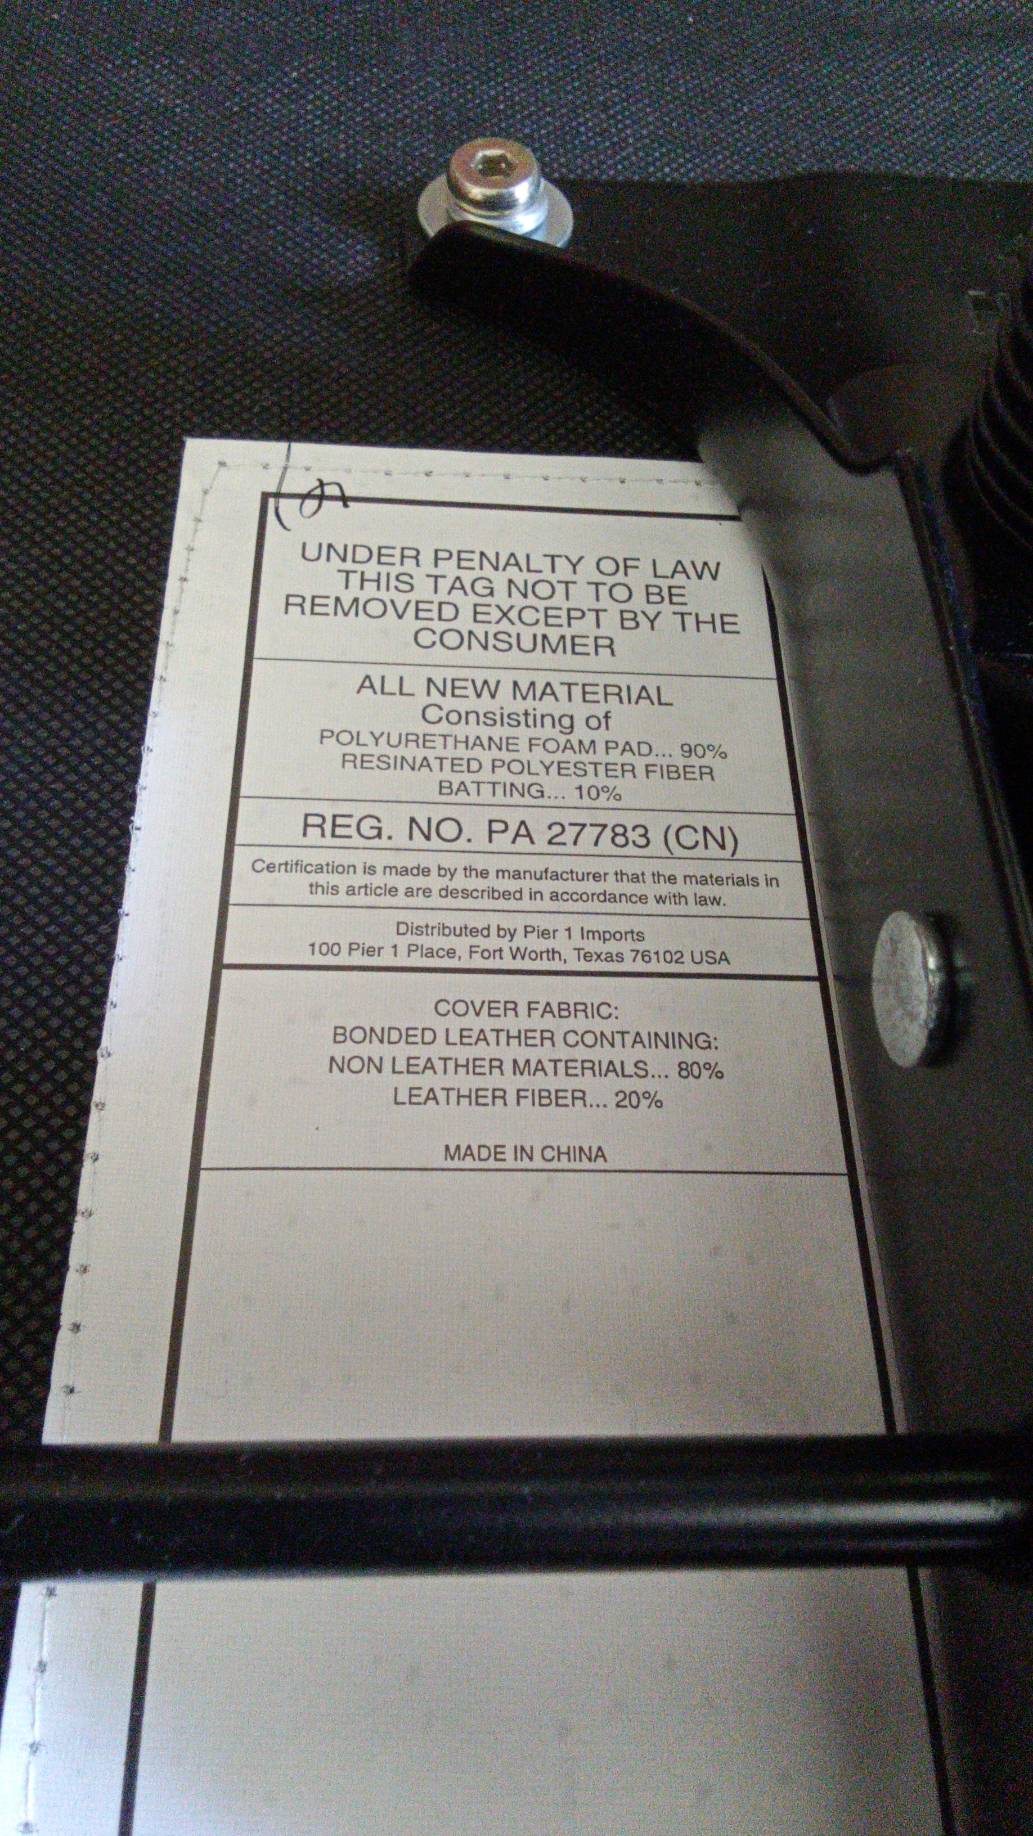 UNDER PENALTY OF LAW
THIS TAG NOT TO BE
REMOVED EXCEPT BY THE
CONSUMER
ALL NEW MATERIAL
Consisting of
POLYURETHANE FOAM PAD... 90%
RESINATED POLYESTER FIBER
BATTING... 10%
REG. NO. PA 27783 (CN)
Certification is made by the manufacturer that the materials in
this article are described in accordance with law.
Distributed by Pier 1 Imports
100 Pier 1 Place, Fort Worth, Texas 76102 USA
COVER FABRIC:
BONDED LEATHER CONTAINING:
NON LEATHER MATERIALS... 80%
LEATHER FIBER... 20%
MADE IN CHINA